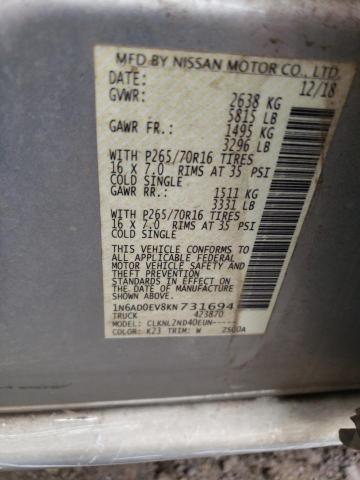 MFD BY NISSAN MOTOR CO., LTD.
DATE: 12/18
GVWR: 2638 KG
5815 LB
GAWR FR.: 1495 KG
3296 LB
WITH P265/70R16 TIRES
16 X 7.0 RIMS AT 35 PSI
COLD SINGLE
GAWR RR.: 1511 KG
3331 LB
WITH P265/70R16 TIRES
16 X 7.0 RIMS AT 35 PSI
COLD SINGLE
THIS VEHICLE CONFORMS TO
ALL APPLICABLE FEDERAL
MOTOR VEHICLE SAFETY
STANDARDS IN EFFECT ON THE
DATE OF MANUFACTURE SHOWN
ABOVE.
1N6AD0EV8KN731694
TRUCK 423870
MODEL: CLKNL2ND40EUN-----
COLOR: K23 TRIM: W 2500A